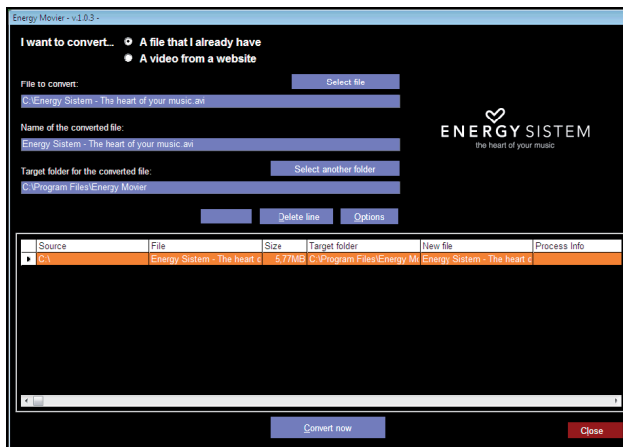 Energy Movier - v.1.0.3 -
I want to convert... A file that I already have
A video from a website
File to convert:
Select file
C:\Energy Sistem - The heart of your music.avi
Name of the converted file:
Energy Sistem - The heart of your music.avi
ENERGY SISTEM
the heart of your music
Target folder for the converted file:
Select another folder
C:\Program Files\Energy Movier
Delete line Options
Source File Size Target folder New file Process Info
C:\ Energy Sistem - The heart c 5,77MB C:\Program Files\Energy Mo Energy Sistem - The heart c
Convert now
Close